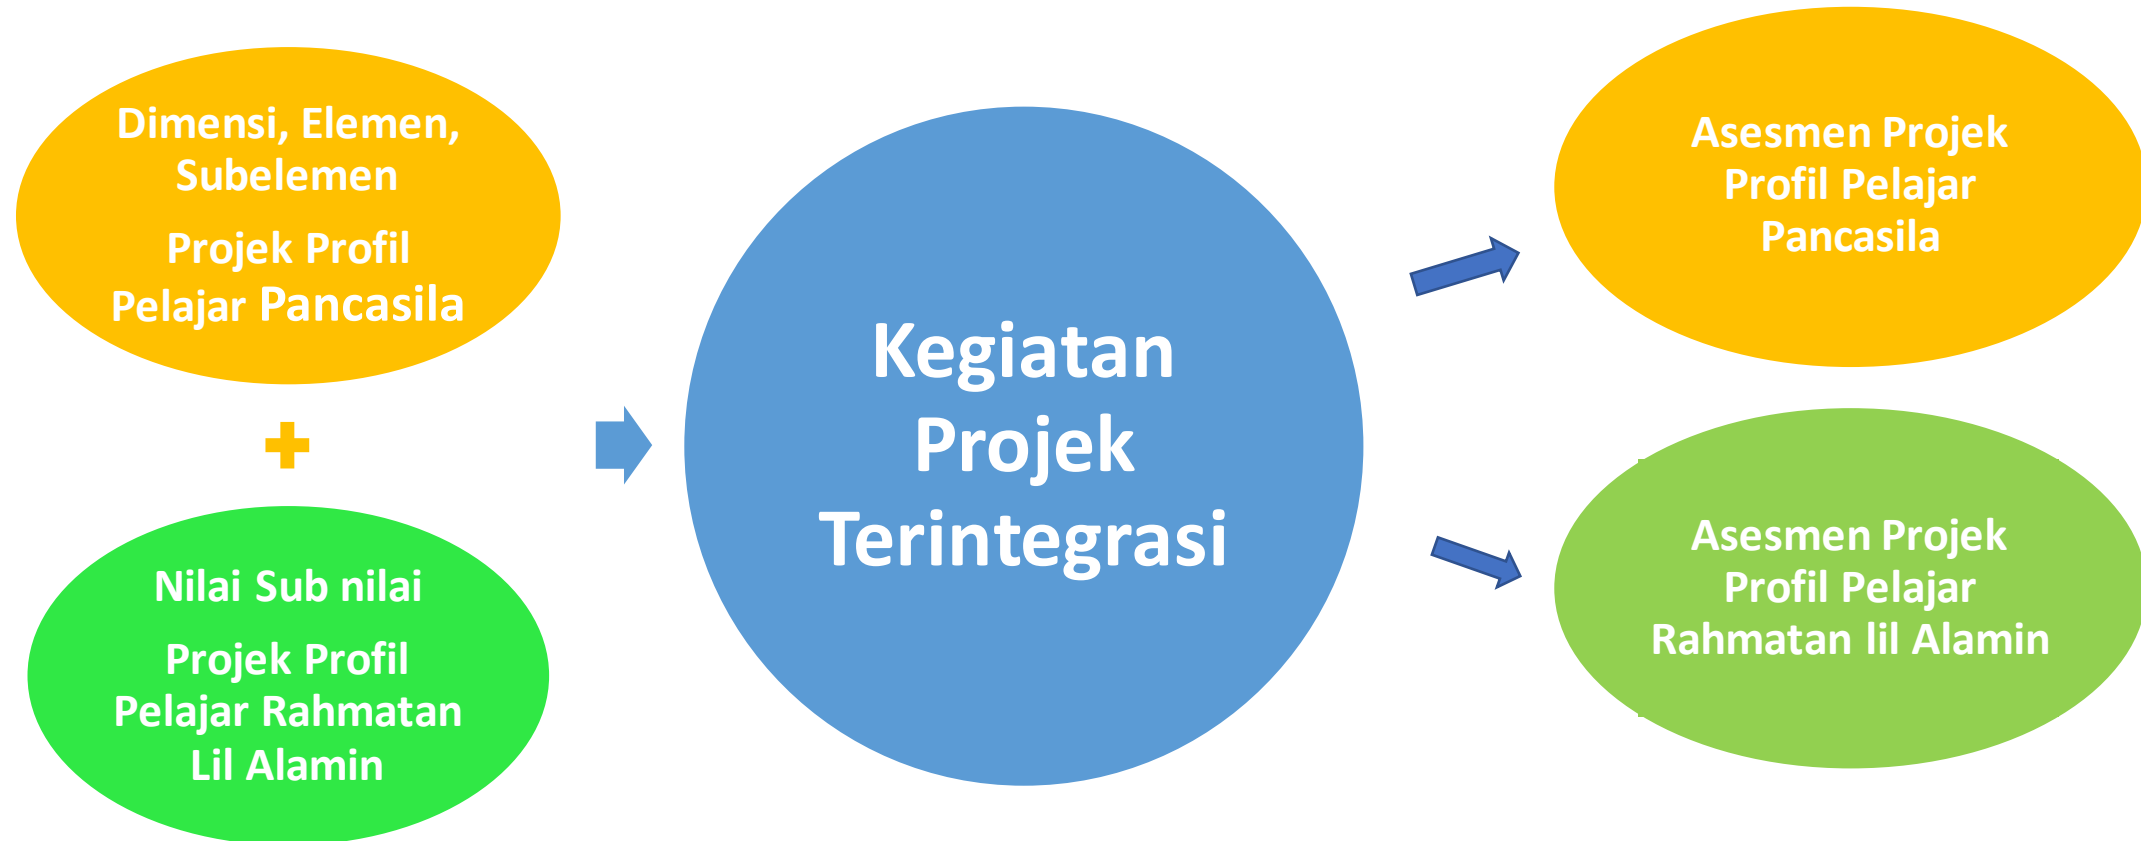 Dimensi, Elemen,
Subelemen
Projek Profil
Pelajar Pancasila
Nilai Sub nilai
Projek Profil
Pelajar Rahmatan
Lil Alamin
Kegiatan
Projek
Terintegrasi
Asesmen Projek
Profil Pelajar
Pancasila
Asesmen Projek
Profil Pelajar
Rahmatan lil Alamin